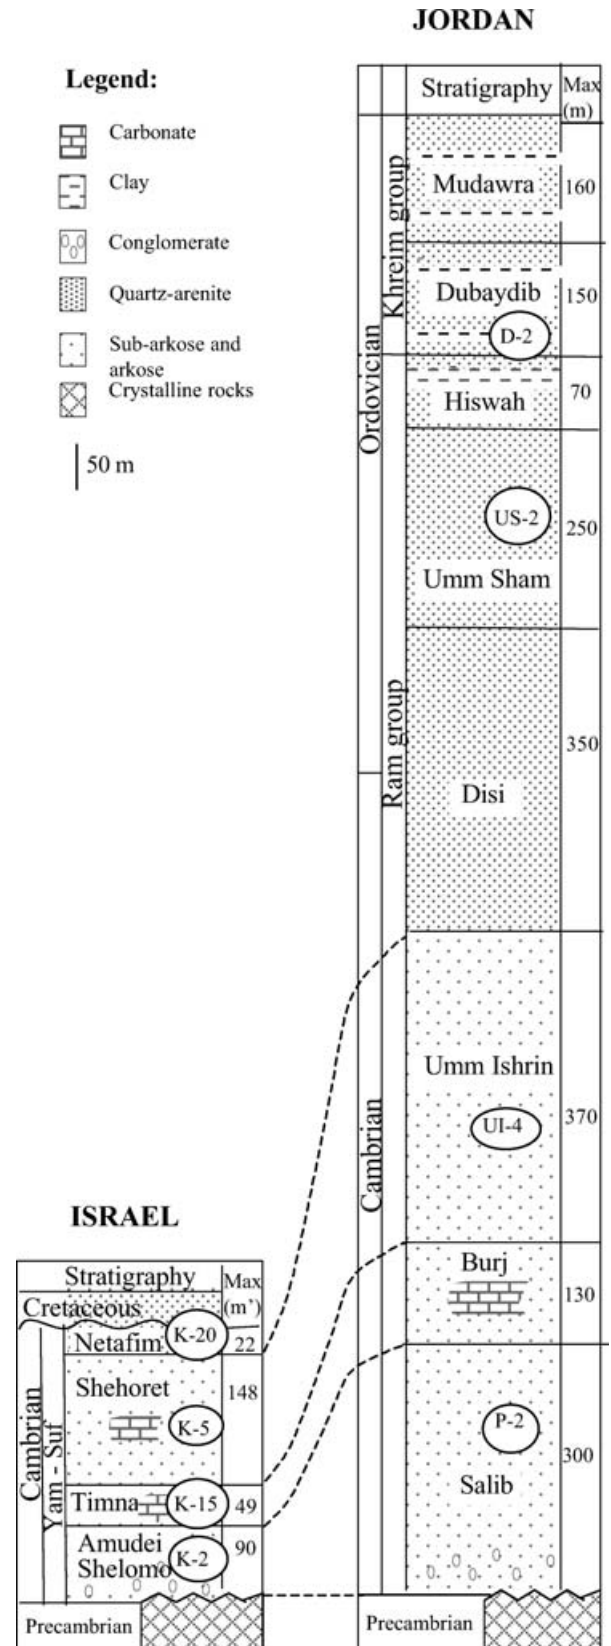 JORDAN
Legend:
Carbonate
Clay
Conglomerate
Quartz-arenite
Sub-arkose and
arkose
Crystalline rocks
50 m
Stratigraphy
Max
(m)
Ordovician
Cambrian
Khreim group
Ram group
Mudawra
160
Dubaydib
150
D-2
Hiswah
70
US-2
250
Umm Sham
350
Disi
Umm Ishrin
370
UI-4
Burj
130
P-2
300
Salib
Precambrian
ISRAEL
Stratigraphy
Max
(m')
Cretaceous
Cambrian
Yam - Suf
K-20
Netafim
22
Shehoret
148
K-5
Timna
K-15
49
Amudei
Shelomo
90
K-2
Precambrian